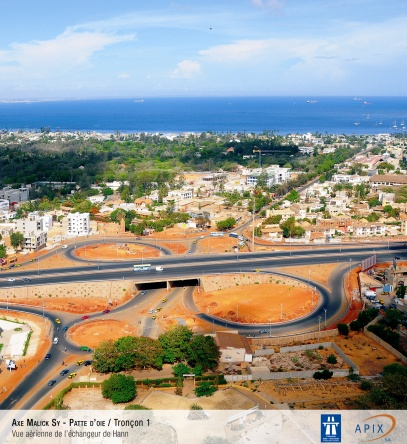 Axe Malick Sy - Patte d'oie / Tronçon 1
Vue aérienne de l'échangeur de Hann
APIX